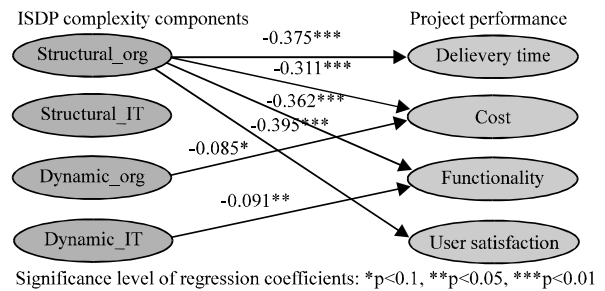 ISDP complexity components
Project performance
Structural_org
-0.375***
Delievery time
-0.311***
Structural_IT
-0.362***
Cost
-0.395***
-0.085*
Dynamic_org
Functionality
-0.091**
Dynamic_IT
User satisfaction
Significance level of regression coefficients: *p<0.1, **p<0.05, ***p<0.01